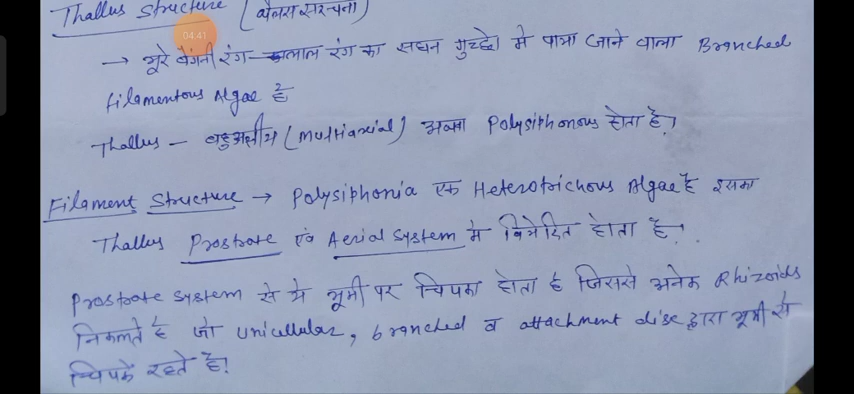 Thallus Structure (थैलस संरचना)
04:41
→ भूरे बैंगनी रंग लाल रंग का सघन गुच्छे मे पाया जाने वाला Branched
filamentous Algae है
Thallus - बहुअक्षीय (multiaxial) अथवा Polysiphonous होता है।
Filament Structure → Polysiphonia एक Heterotrichous Algae है इसका
Thallus Prostrate एवं Aerial system मे विभेदित होता है।
Prostrate system से ये भूमी पर चिपका होता है जिससे अनेक Rhizoids
निकलते है जो unicellular, branched व attachment disc द्वारा भूमी से
चिपके रहते है।